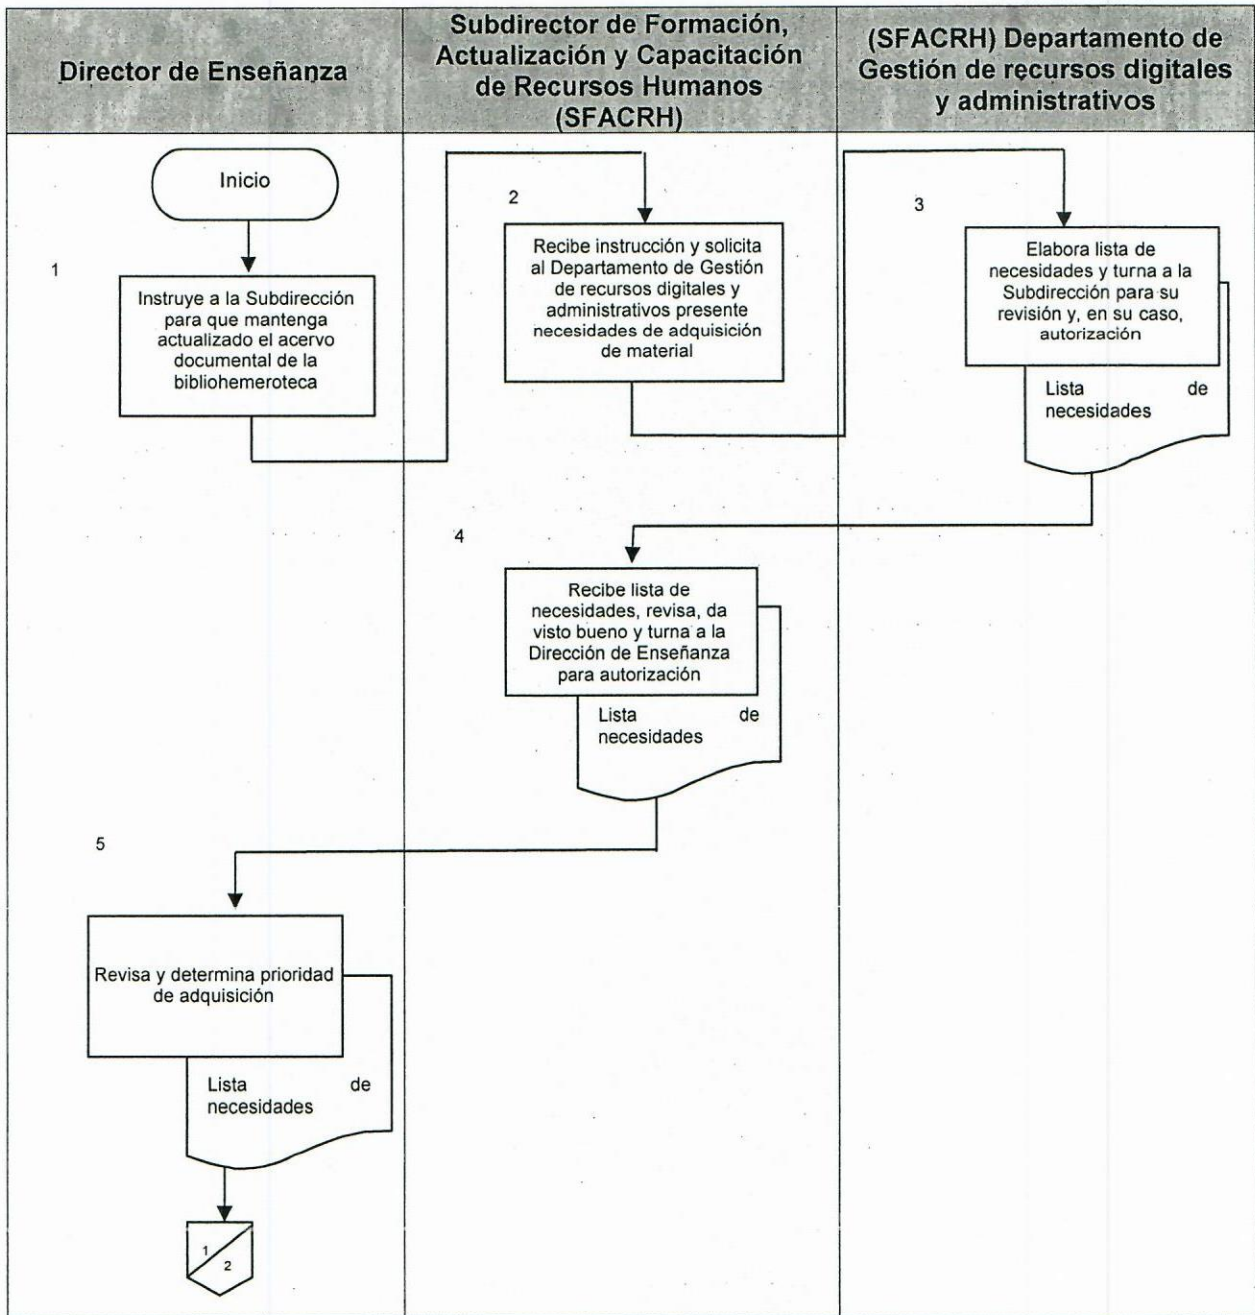 Director de Enseñanza
Subdirector de Formación,
Actualización y Capacitación
de Recursos Humanos
(SFACRH)
(SFACRH) Departamento de
Gestión de recursos digitales
y administrativos
Inicio
1
Instruye a la Subdirección
para que mantenga
actualizado el acervo
documental de la
bibliohemeroteca
2
Recibe instrucción y solicita
al Departamento de Gestión
de recursos digitales y
administrativos presente
necesidades de adquisición
de material
3
Elabora lista de
necesidades y turna a la
Subdirección para su
revisión y, en su caso,
autorización
Lista de
necesidades
4
Recibe lista de
necesidades, revisa, da
visto bueno y turna a la
Dirección de Enseñanza
para autorización
Lista de
necesidades
5
Revisa y determina prioridad
de adquisición
Lista de
necesidades
1
2